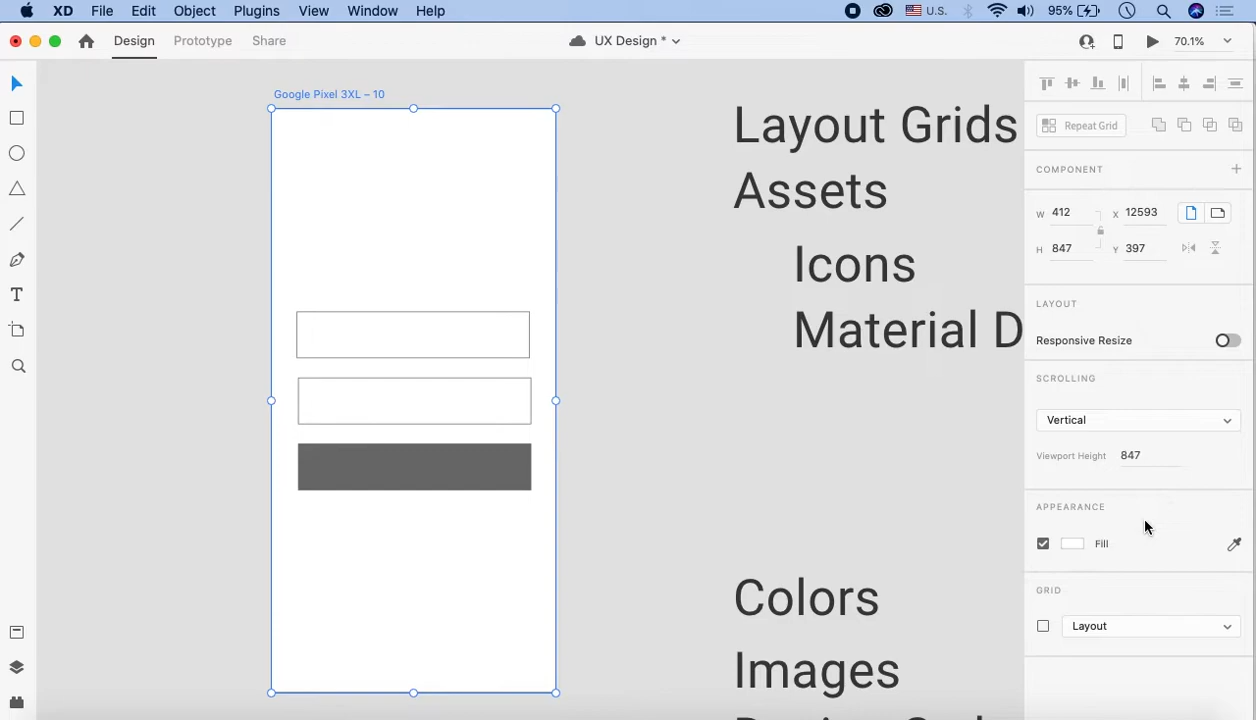 XD File Edit Object Plugins View Window Help
U.S. 95%
Design Prototype Share
UX Design *
70.1%
Google Pixel 3XL – 10
Layout Grids
Assets
Icons
Material D
Colors
Images
Repeat Grid
COMPONENT
W 412 X 12593
H 847 Y 397
LAYOUT
Responsive Resize
SCROLLING
Vertical
Viewport Height 847
APPEARANCE
Fill
GRID
Layout